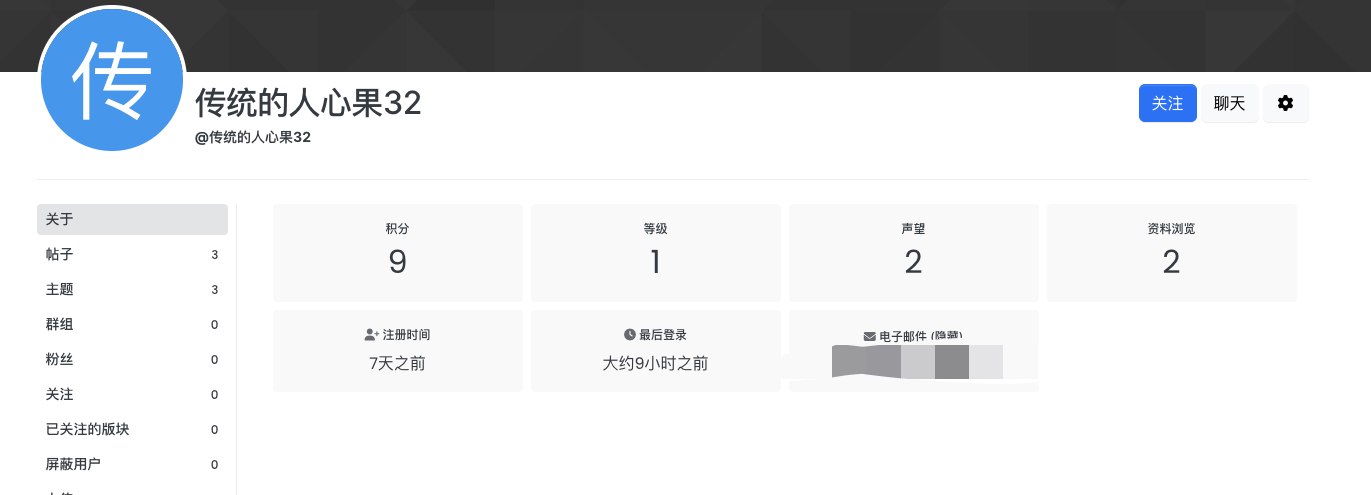 传
传统的人心果32
@传统的人心果32
关注
聊天
关于
帖子 3
主题 3
群组 0
粉丝 0
关注 0
已关注的版块 0
屏蔽用户 0
积分
9
等级
1
声望
2
资料浏览
2
注册时间
7天之前
最后登录
大约9小时之前
电子邮件 (隐藏)